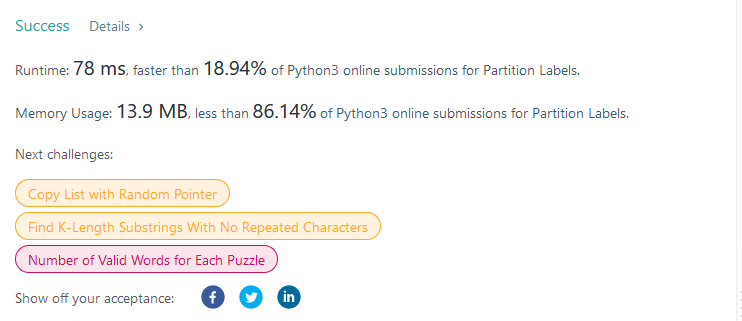 Success Details >
Runtime: 78 ms, faster than 18.94% of Python3 online submissions for Partition Labels.
Memory Usage: 13.9 MB, less than 86.14% of Python3 online submissions for Partition Labels.
Next challenges:
Copy List with Random Pointer
Find K-Length Substrings With No Repeated Characters
Number of Valid Words for Each Puzzle
Show off your acceptance: f in